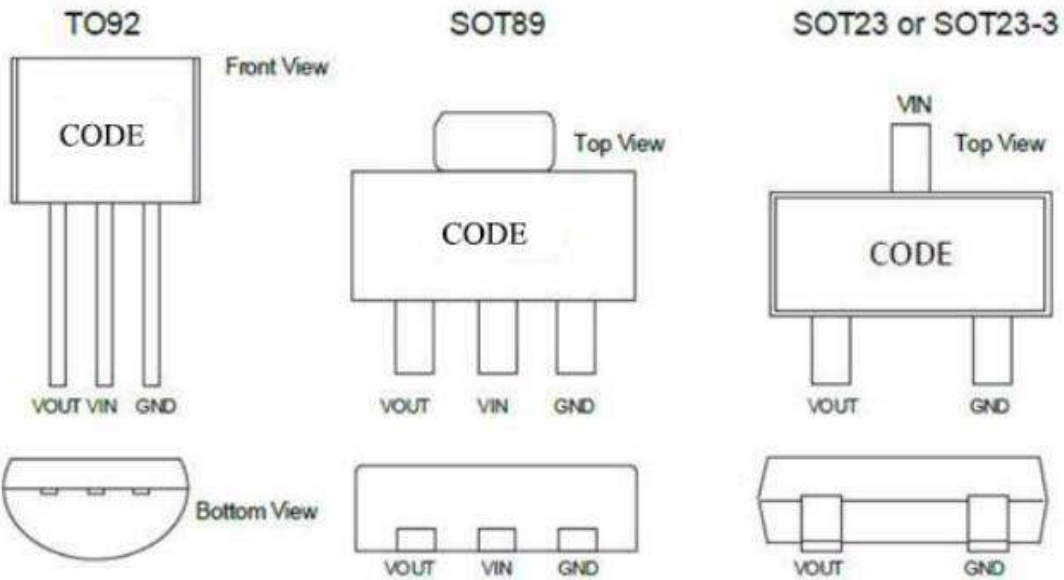 TO92
SOT89
SOT23 or SOT23-3
Front View
CODE
VOUT VIN GND
Bottom View
Top View
CODE
VOUT VIN GND
VOUT VIN GND
VIN
Top View
CODE
VOUT GND
VOUT GND